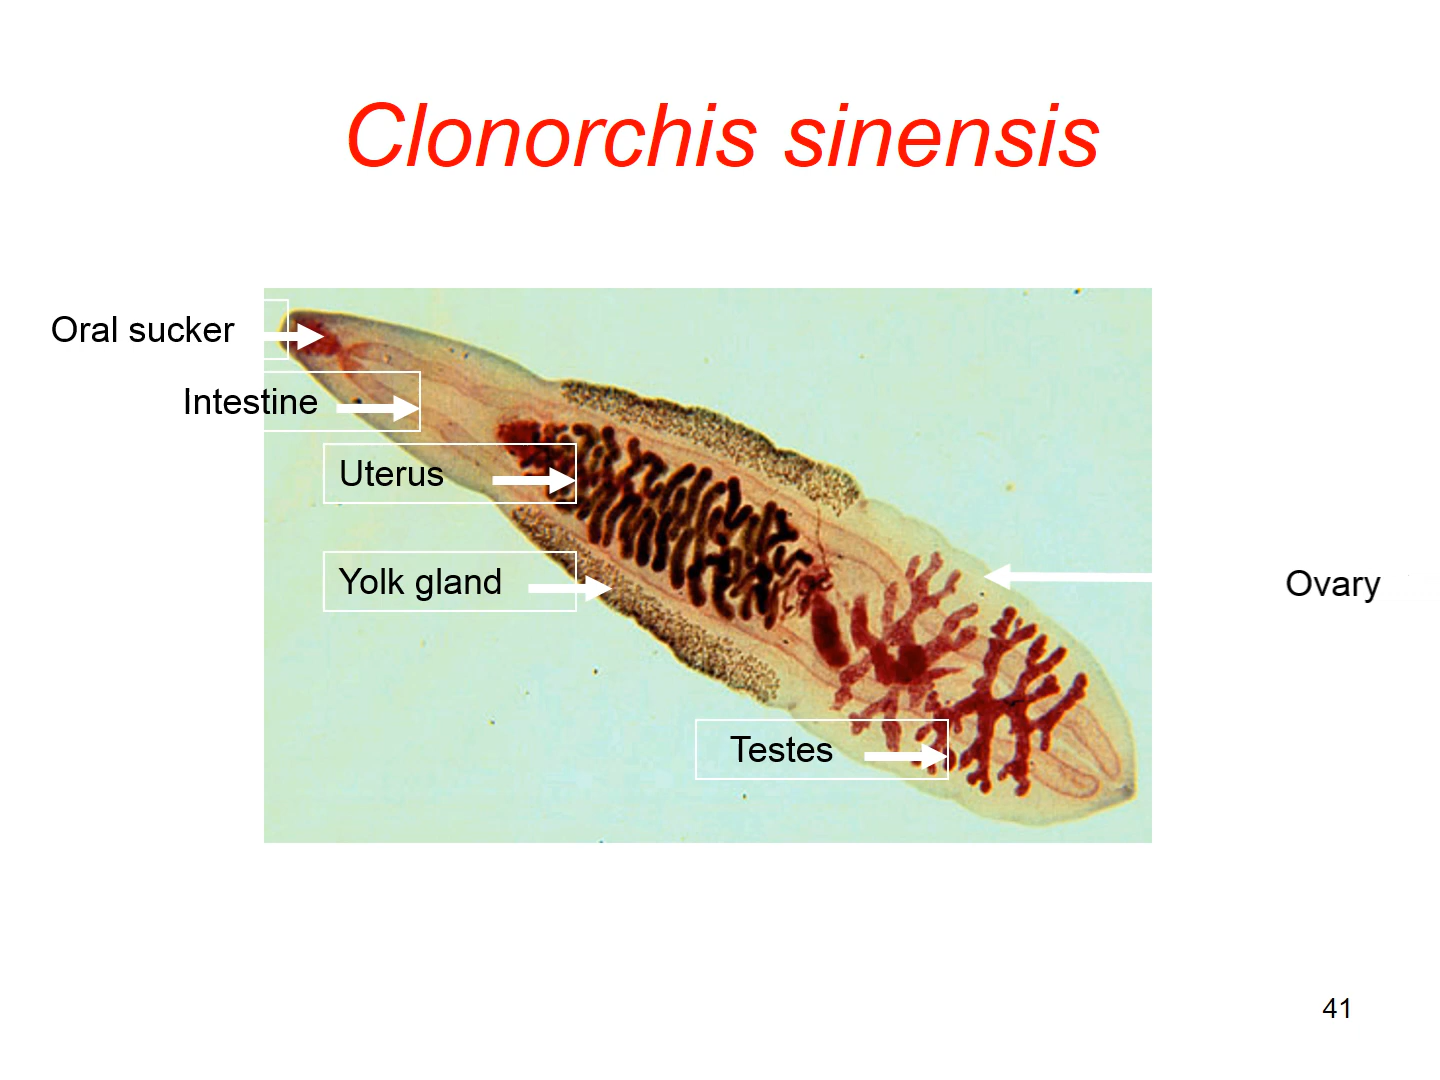 Clonorchis sinensis
Oral sucker
Intestine
Uterus
Yolk gland
Ovary
Testes
41